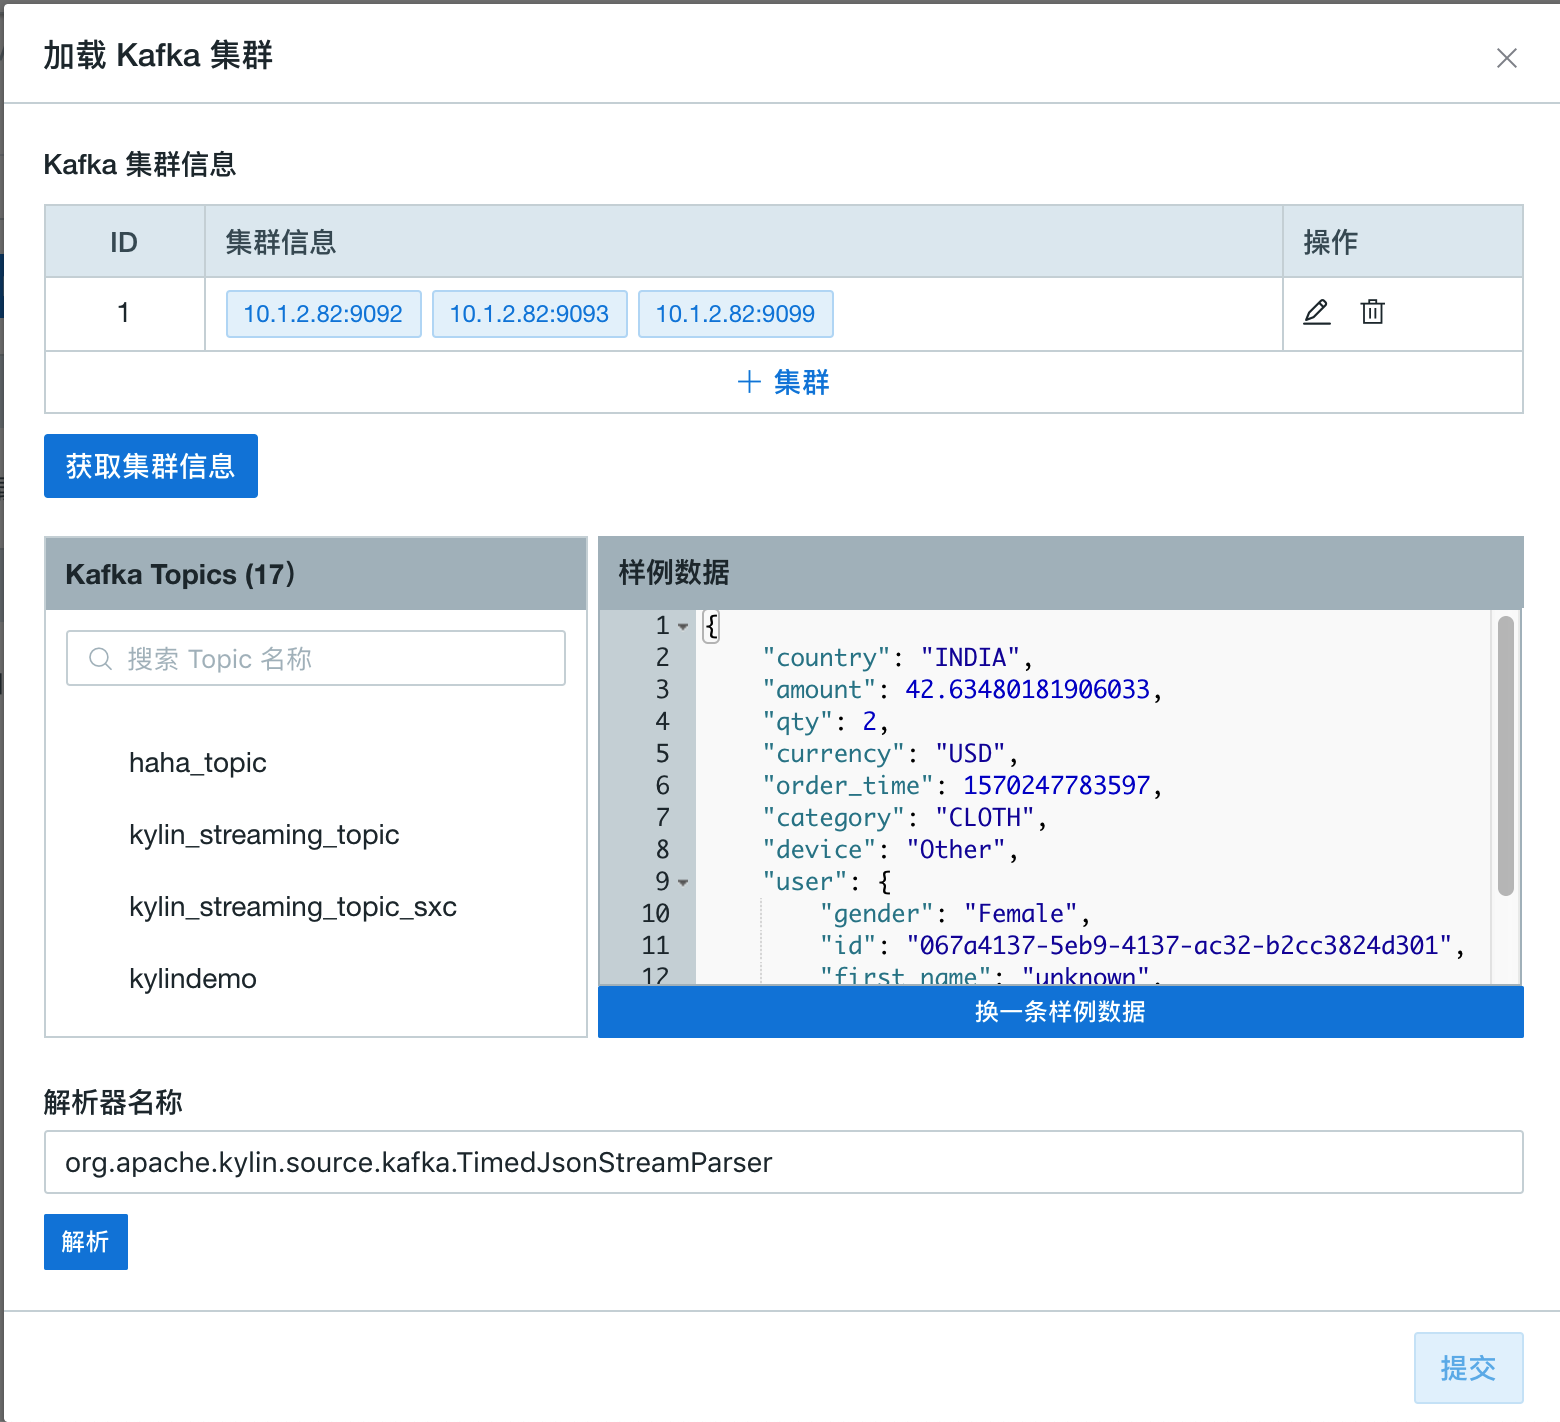 加载 Kafka 集群
Kafka 集群信息
ID 集群信息 操作
1 10.1.2.82:9092 10.1.2.82:9093 10.1.2.82:9099
+ 集群
获取集群信息
Kafka Topics (17)
搜索 Topic 名称
haha_topic
kylin_streaming_topic
kylin_streaming_topic_sxc
kylindemo
样例数据
1 {
2 "country": "INDIA",
3 "amount": 42.63480181906033,
4 "qty": 2,
5 "currency": "USD",
6 "order_time": 1570247783597,
7 "category": "CLOTH",
8 "device": "Other",
9 "user": {
10 "gender": "Female",
11 "id": "067a4137-5eb9-4137-ac32-b2cc3824d301",
12 "first_name": "unknown",
换一条样例数据
解析器名称
org.apache.kylin.source.kafka.TimedJsonStreamParser
解析
提交